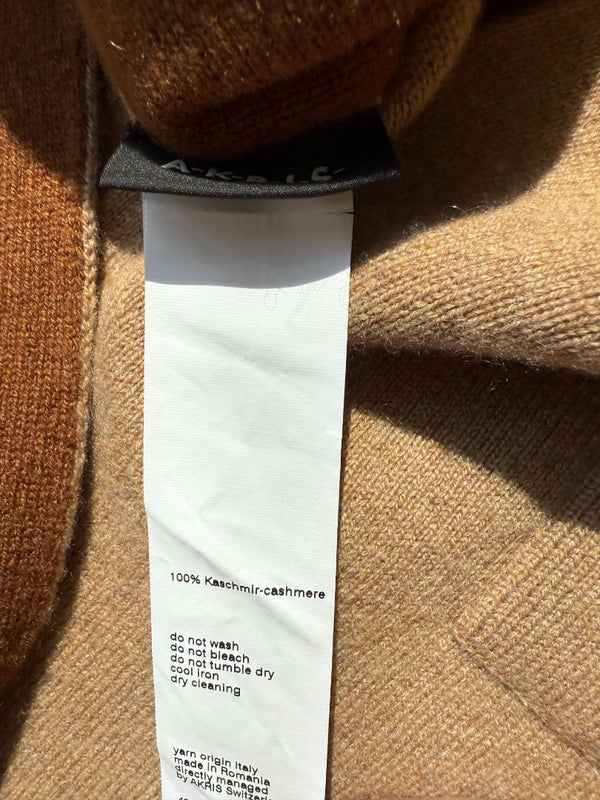 A-K-R-I-S-
100% Kaschmir-cashmere
do not wash
do not bleach
do not tumble dry
cool iron
dry cleaning
yarn origin Italy
made in Romania
directly managed
by AKRIS Switzerland